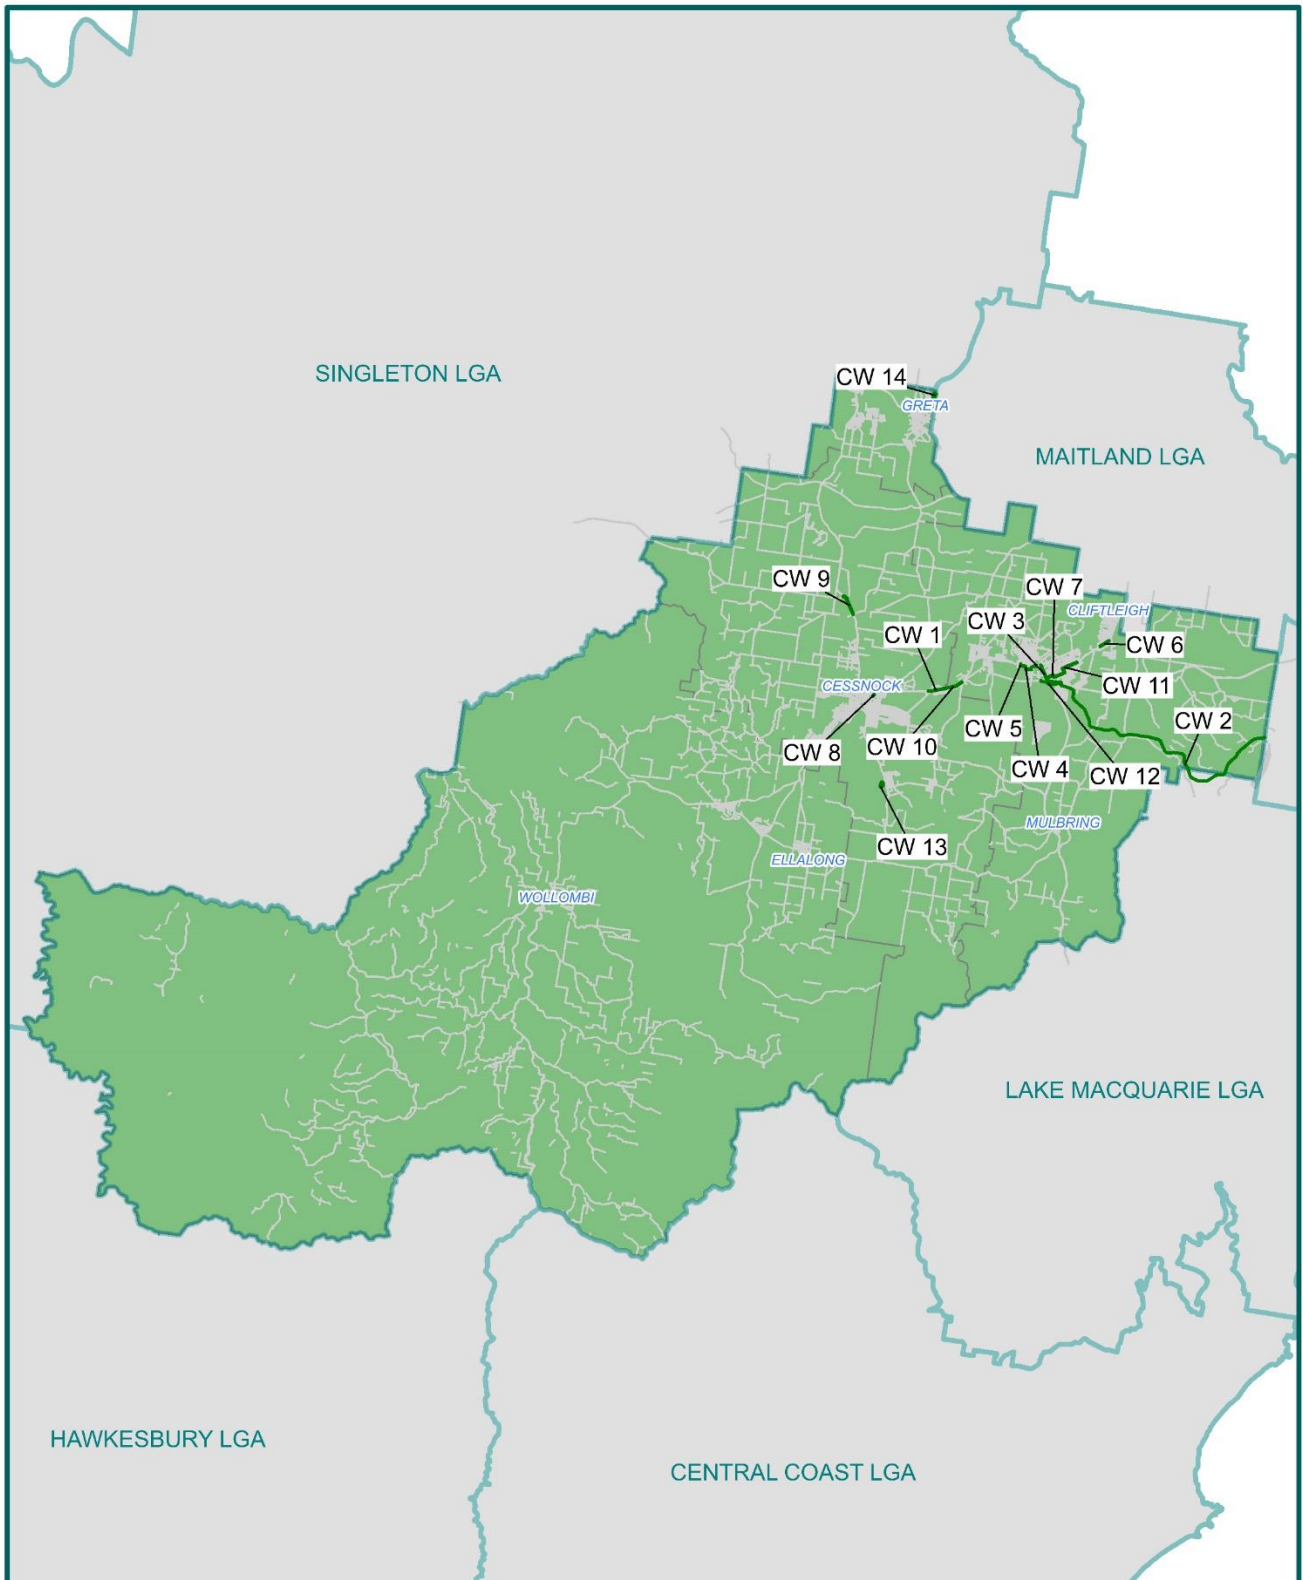 SINGLETON LGA
CW 14
GRETA
MAITLAND LGA
CW 9
CW 7
CLIFTLEIGH
CW 3
CW 1
CW 6
CW 11
CESSNOCK
CW 2
CW 5
CW 10
CW 8
CW 4
CW 12
MULBRING
CW 13
ELLALONG
WOLLOMBI
LAKE MACQUARIE LGA
HAWKESBURY LGA
CENTRAL COAST LGA